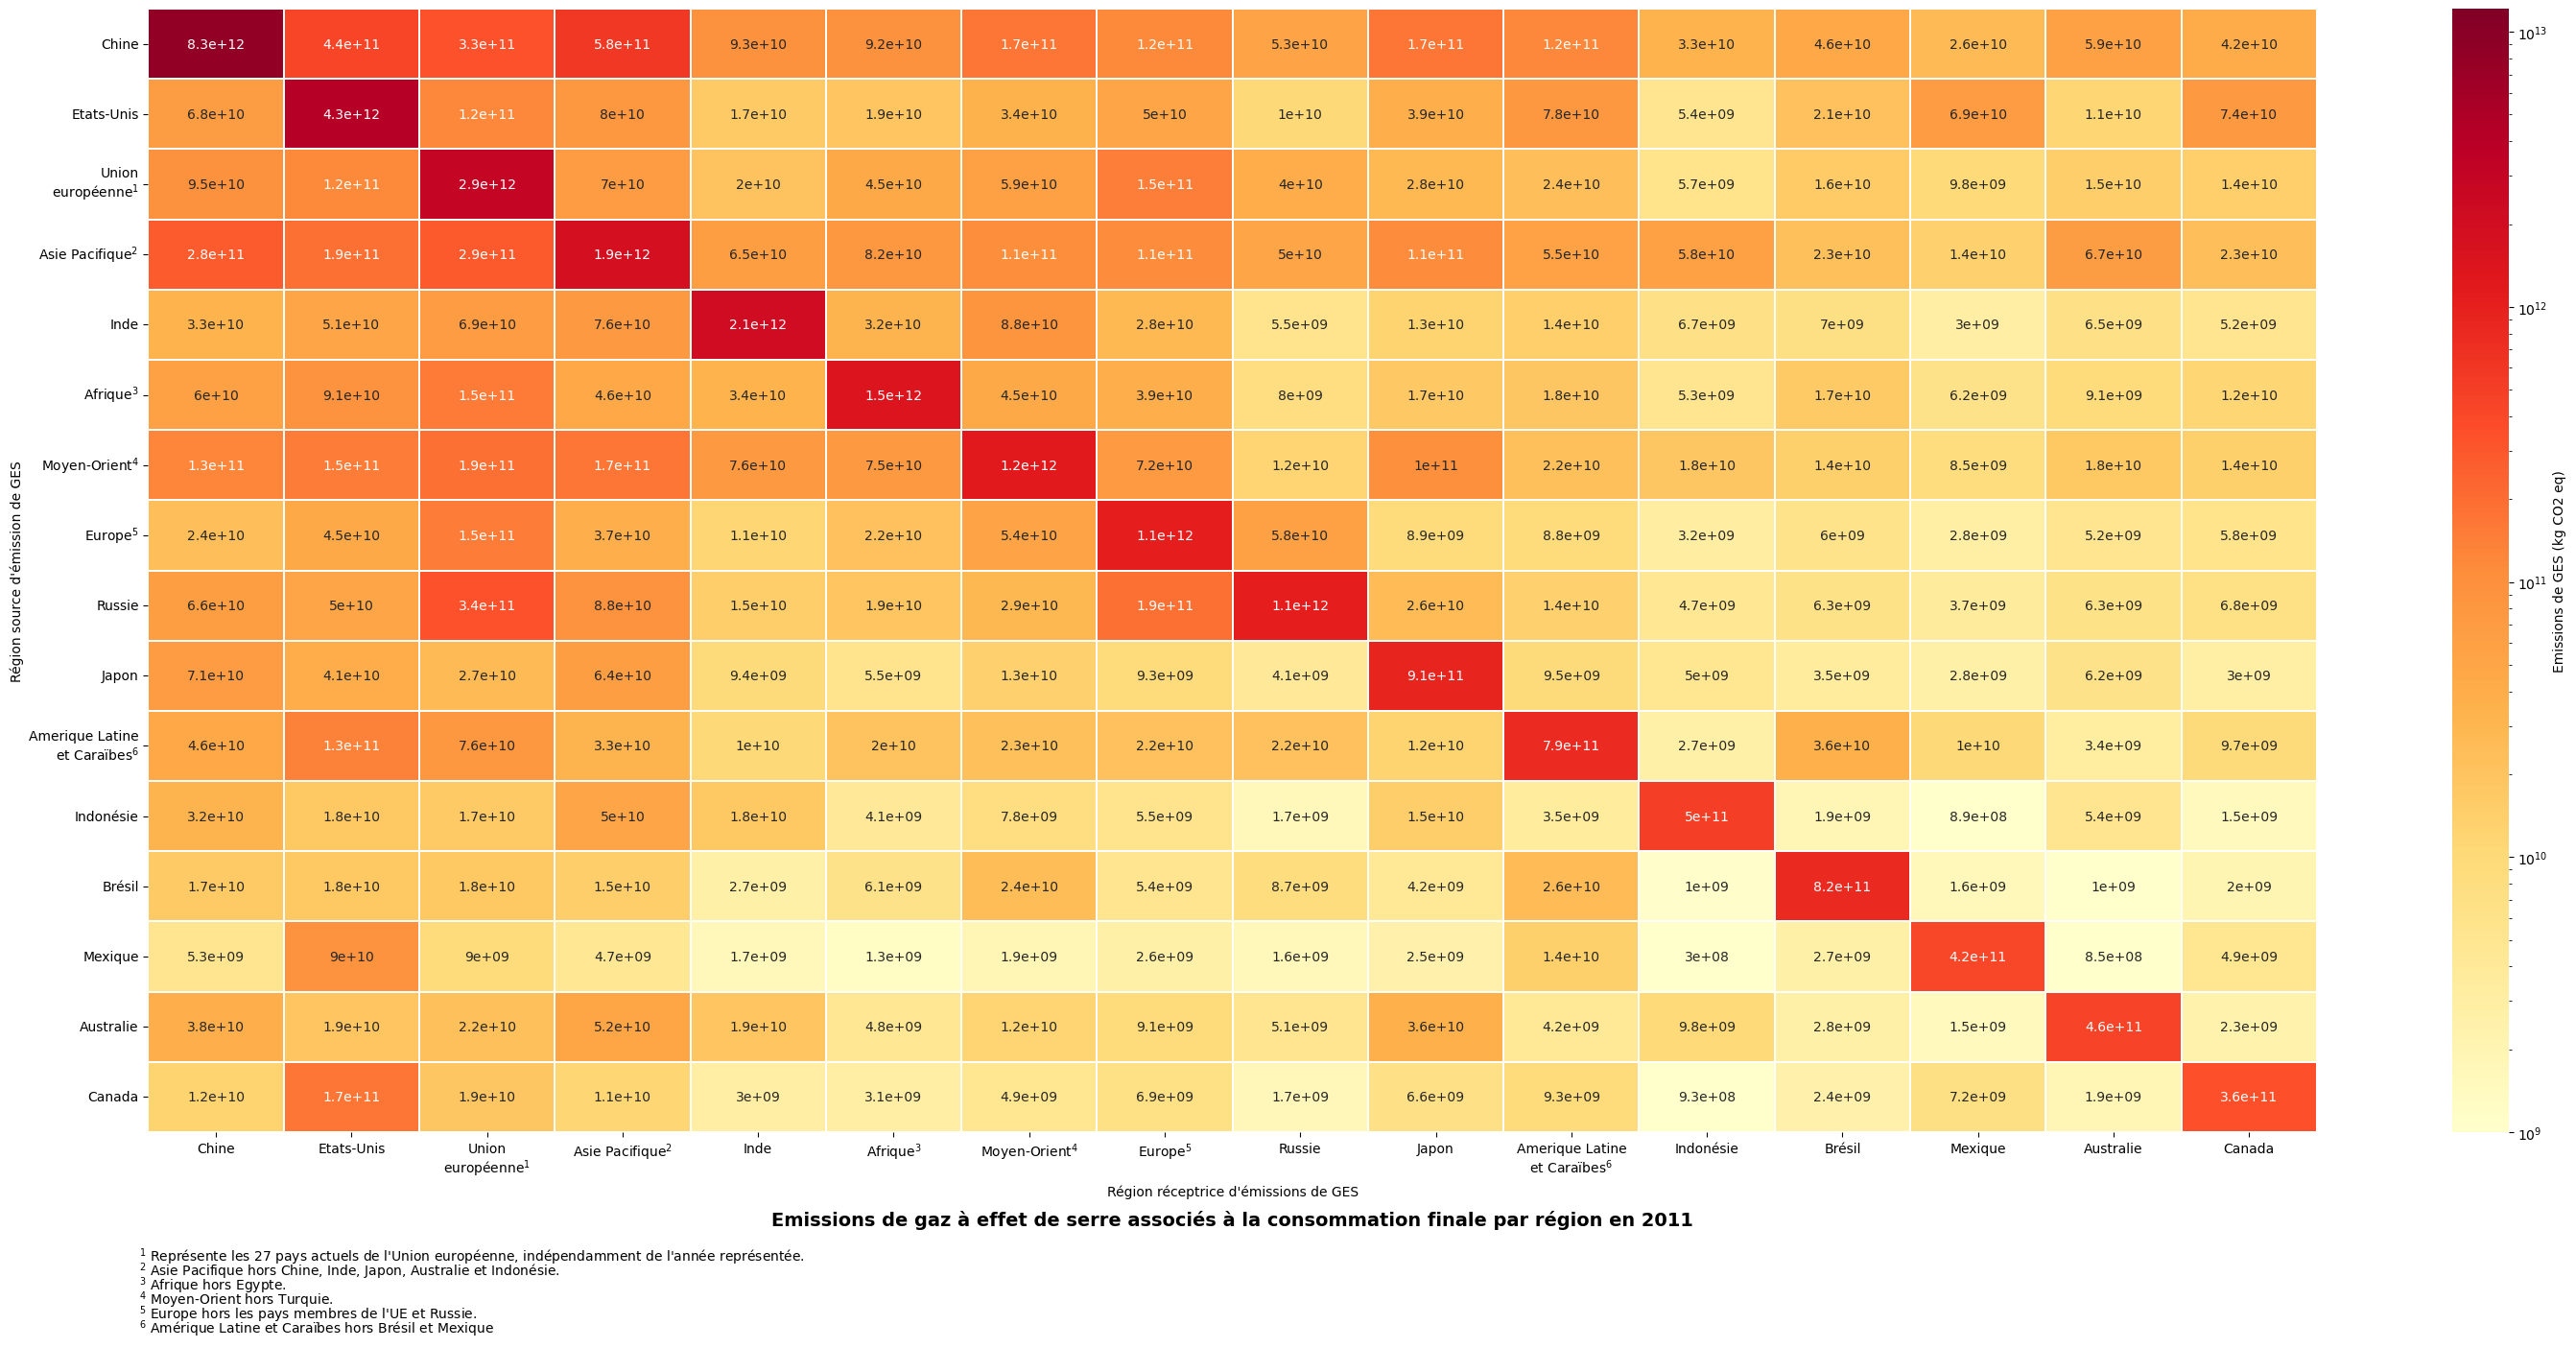 Chine 8.3e+12 4.4e+11 3.3e+11 5.8e+11 9.3e+10 9.2e+10 1.7e+11 1.2e+11 5.3e+10 1.7e+11 1.2e+11 3.3e+10 4.6e+10 2.6e+10 5.9e+10 4.2e+10
Etats-Unis 6.8e+10 4.3e+12 1.2e+11 8e+10 1.7e+10 1.9e+10 3.4e+10 5e+10 1e+10 3.9e+10 7.8e+10 5.4e+09 2.1e+10 6.9e+10 1.1e+10 7.4e+10
Union
européenne¹ 9.5e+10 1.2e+11 2.9e+12 7e+10 2e+10 4.5e+10 5.9e+10 1.5e+11 4e+10 2.8e+10 2.4e+10 5.7e+09 1.6e+10 9.8e+09 1.5e+10 1.4e+10
Asie Pacifique² 2.8e+11 1.9e+11 2.9e+11 1.9e+12 6.5e+10 8.2e+10 1.1e+11 1.1e+11 5e+10 1.1e+11 5.5e+10 5.8e+10 2.3e+10 1.4e+10 6.7e+10 2.3e+10
Inde 3.3e+10 5.1e+10 6.9e+10 7.6e+10 2.1e+12 3.2e+10 8.8e+10 2.8e+10 5.5e+09 1.3e+10 1.4e+10 6.7e+09 7e+09 3e+09 6.5e+09 5.2e+09
Afrique³ 6e+10 9.1e+10 1.5e+11 4.6e+10 3.4e+10 1.5e+12 4.5e+10 3.9e+10 8e+09 1.7e+10 1.8e+10 5.3e+09 1.7e+10 6.2e+09 9.1e+09 1.2e+10
Moyen-Orient⁴ 1.3e+11 1.5e+11 1.9e+11 1.7e+11 7.6e+10 7.5e+10 1.2e+12 7.2e+10 1.2e+10 1e+11 2.2e+10 1.8e+10 1.4e+10 8.5e+09 1.8e+10 1.4e+10
Europe⁵ 2.4e+10 4.5e+10 1.5e+11 3.7e+10 1.1e+10 2.2e+10 5.4e+10 1.1e+12 5.8e+10 8.9e+09 8.8e+09 3.2e+09 6e+09 2.8e+09 5.2e+09 5.8e+09
Russie 6.6e+10 5e+10 3.4e+11 8.8e+10 1.5e+10 1.9e+10 2.9e+10 1.9e+11 1.1e+12 2.6e+10 1.4e+10 4.7e+09 6.3e+09 3.7e+09 6.3e+09 6.8e+09
Japon 7.1e+10 4.1e+10 2.7e+10 6.4e+10 9.4e+09 5.5e+09 1.3e+10 9.3e+09 4.1e+09 9.1e+11 9.5e+09 5e+09 3.5e+09 2.8e+09 6.2e+09 3e+09
Amerique Latine
et Caraïbes⁶ 4.6e+10 1.3e+11 7.6e+10 3.3e+10 1e+10 2e+10 2.3e+10 2.2e+10 2.2e+10 1.2e+10 7.9e+11 2.7e+09 3.6e+10 1e+10 3.4e+09 9.7e+09
Indonésie 3.2e+10 1.8e+10 1.7e+10 5e+10 1.8e+10 4.1e+09 7.8e+09 5.5e+09 1.7e+09 1.5e+10 3.5e+09 5e+11 1.9e+09 8.9e+08 5.4e+09 1.5e+09
Brésil 1.7e+10 1.8e+10 1.8e+10 1.5e+10 2.7e+09 6.1e+09 2.4e+10 5.4e+09 8.7e+09 4.2e+09 2.6e+10 1e+09 8.2e+11 1.6e+09 1e+09 2e+09
Mexique 5.3e+09 9e+10 9e+09 4.7e+09 1.7e+09 1.3e+09 1.9e+09 2.6e+09 1.6e+09 2.5e+09 1.4e+10 3e+08 2.7e+09 4.2e+11 8.5e+08 4.9e+09
Australie 3.8e+10 1.9e+10 2.2e+10 5.2e+10 1.9e+10 4.8e+09 1.2e+10 9.1e+09 5.1e+09 3.6e+10 4.2e+09 9.8e+09 2.8e+09 1.5e+09 4.6e+11 2.3e+09
Canada 1.2e+10 1.7e+11 1.9e+10 1.1e+10 3e+09 3.1e+09 4.9e+09 6.9e+09 1.7e+09 6.6e+09 9.3e+09 9.3e+08 2.4e+09 7.2e+09 1.9e+09 3.6e+11
Région source d'émission de GES
Chine Etats-Unis Union Asie Pacifique² Inde Afrique³ Moyen-Orient⁴ Europe⁵ Russie Japon Amerique Latine Indonésie Brésil Mexique Australie Canada
européenne¹ et Caraïbes⁶
Région réceptrice d'émissions de GES
10¹³
10¹²
10¹¹
10¹⁰
10⁹
Emissions de GES (kg CO2 eq)
Emissions de gaz à effet de serre associés à la consommation finale par région en 2011
¹ Représente les 27 pays actuels de l'Union européenne, indépendamment de l'année représentée.
² Asie Pacifique hors Chine, Inde, Japon, Australie et Indonésie.
³ Afrique hors Egypte.
⁴ Moyen-Orient hors Turquie.
⁵ Europe hors les pays membres de l'UE et Russie.
⁶ Amérique Latine et Caraïbes hors Brésil et Mexique